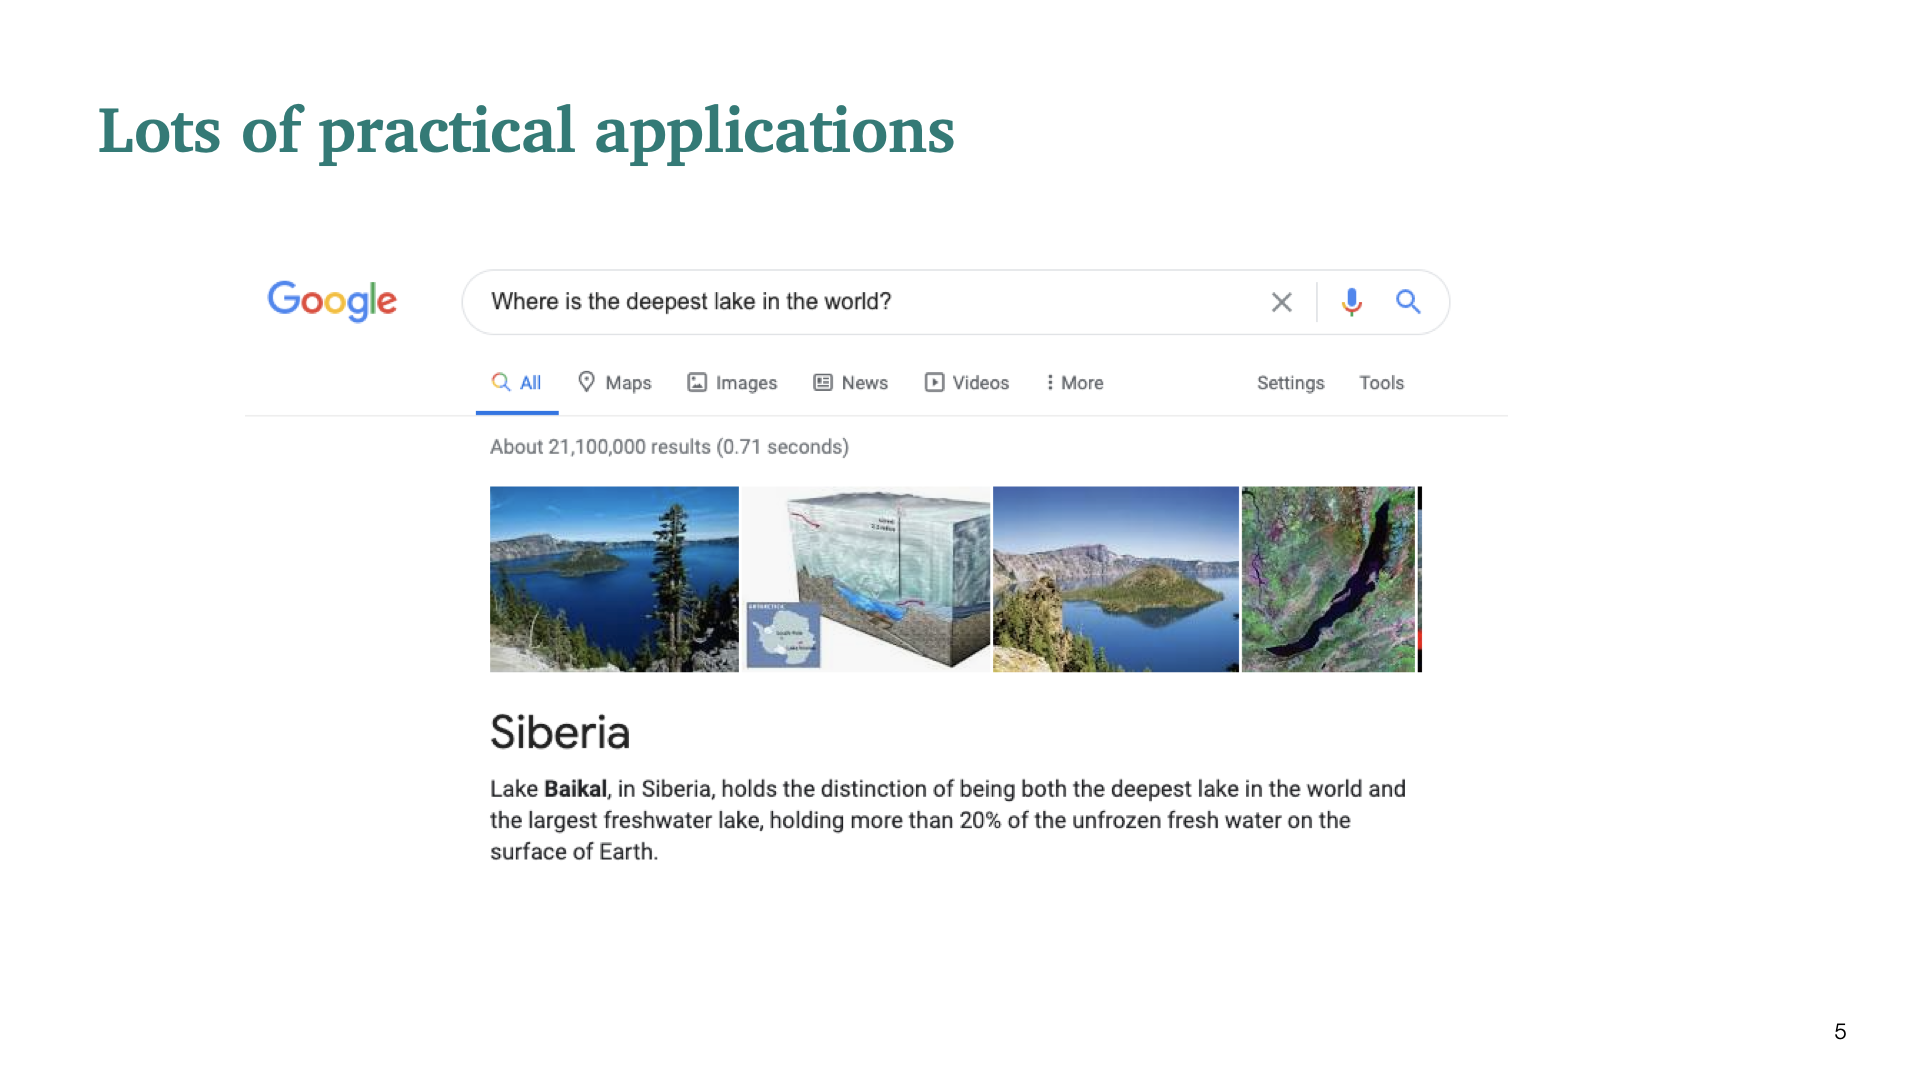 Lots of practical applications
Google
Where is the deepest lake in the world?
All Maps Images News Videos More Settings Tools
About 21,100,000 results (0.71 seconds)
ANTARCTICA
South Pole
Siberia
Lake Baikal, in Siberia, holds the distinction of being both the deepest lake in the world and
the largest freshwater lake, holding more than 20% of the unfrozen fresh water on the
surface of Earth.
5